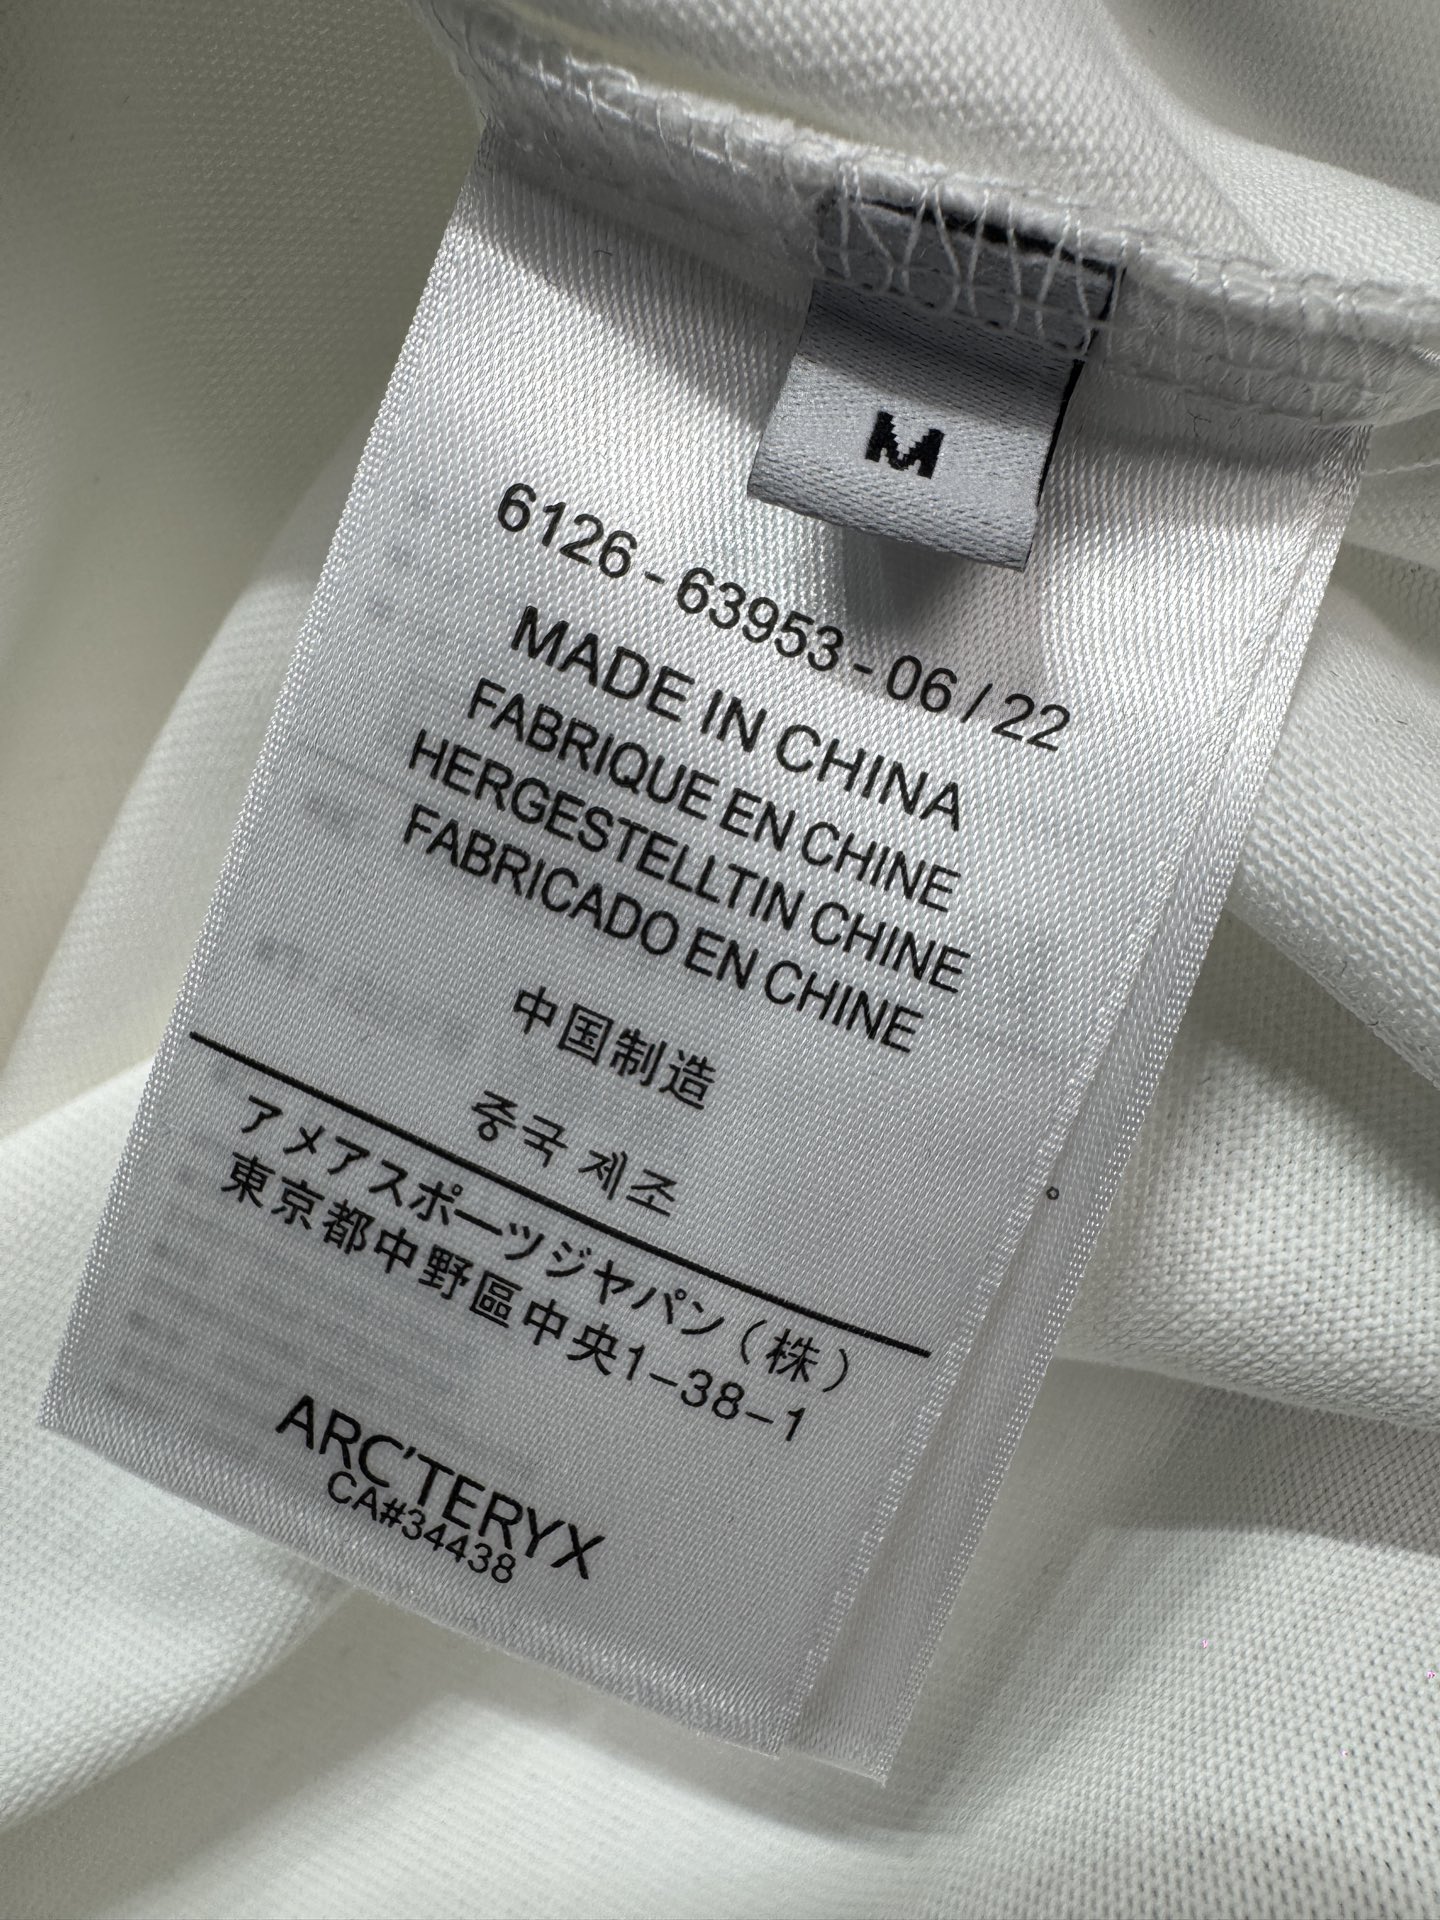 M
6126-63953-06/22
MADE IN CHINA
FABRIQUE EN CHINE
HERGESTELLTIN CHINE
FABRICADO EN CHINE
中国制造
중국 제조
アメアスポーツジヤパン（株）
東京都中野區中央1-38-1
ARC'TERYX
CA#34438